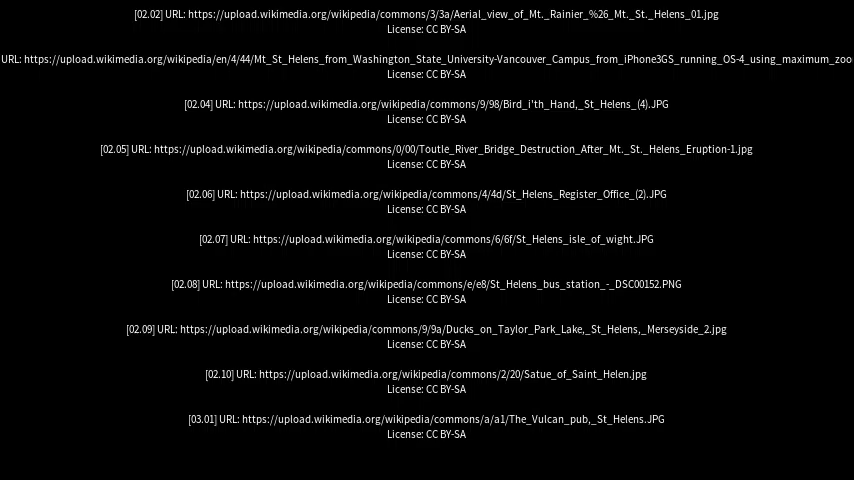 [02.02] URL: https://upload.wikimedia.org/wikipedia/commons/3/3a/Aerial_view_of_Mt._Rainier_%26_Mt._St._Helens_01.jpg
License: CC BY-SA
URL: https://upload.wikimedia.org/wikipedia/en/4/44/Mt_St_Helens_from_Washington_State_University-Vancouver_Campus_from_iPhone3GS_running_OS-4_using_maximum_zoo
License: CC BY-SA
[02.04] URL: https://upload.wikimedia.org/wikipedia/commons/9/98/Bird_i'th_Hand,_St_Helens_(4).JPG
License: CC BY-SA
[02.05] URL: https://upload.wikimedia.org/wikipedia/commons/0/00/Toutle_River_Bridge_Destruction_After_Mt._St._Helens_Eruption-1.jpg
License: CC BY-SA
[02.06] URL: https://upload.wikimedia.org/wikipedia/commons/4/4d/St_Helens_Register_Office_(2).JPG
License: CC BY-SA
[02.07] URL: https://upload.wikimedia.org/wikipedia/commons/6/6f/St_Helens_isle_of_wight.JPG
License: CC BY-SA
[02.08] URL: https://upload.wikimedia.org/wikipedia/commons/e/e8/St_Helens_bus_station_-_DSC00152.PNG
License: CC BY-SA
[02.09] URL: https://upload.wikimedia.org/wikipedia/commons/9/9a/Ducks_on_Taylor_Park_Lake,_St_Helens,_Merseyside_2.jpg
License: CC BY-SA
[02.10] URL: https://upload.wikimedia.org/wikipedia/commons/2/20/Satue_of_Saint_Helen.jpg
License: CC BY-SA
[03.01] URL: https://upload.wikimedia.org/wikipedia/commons/a/a1/The_Vulcan_pub,_St_Helens.JPG
License: CC BY-SA